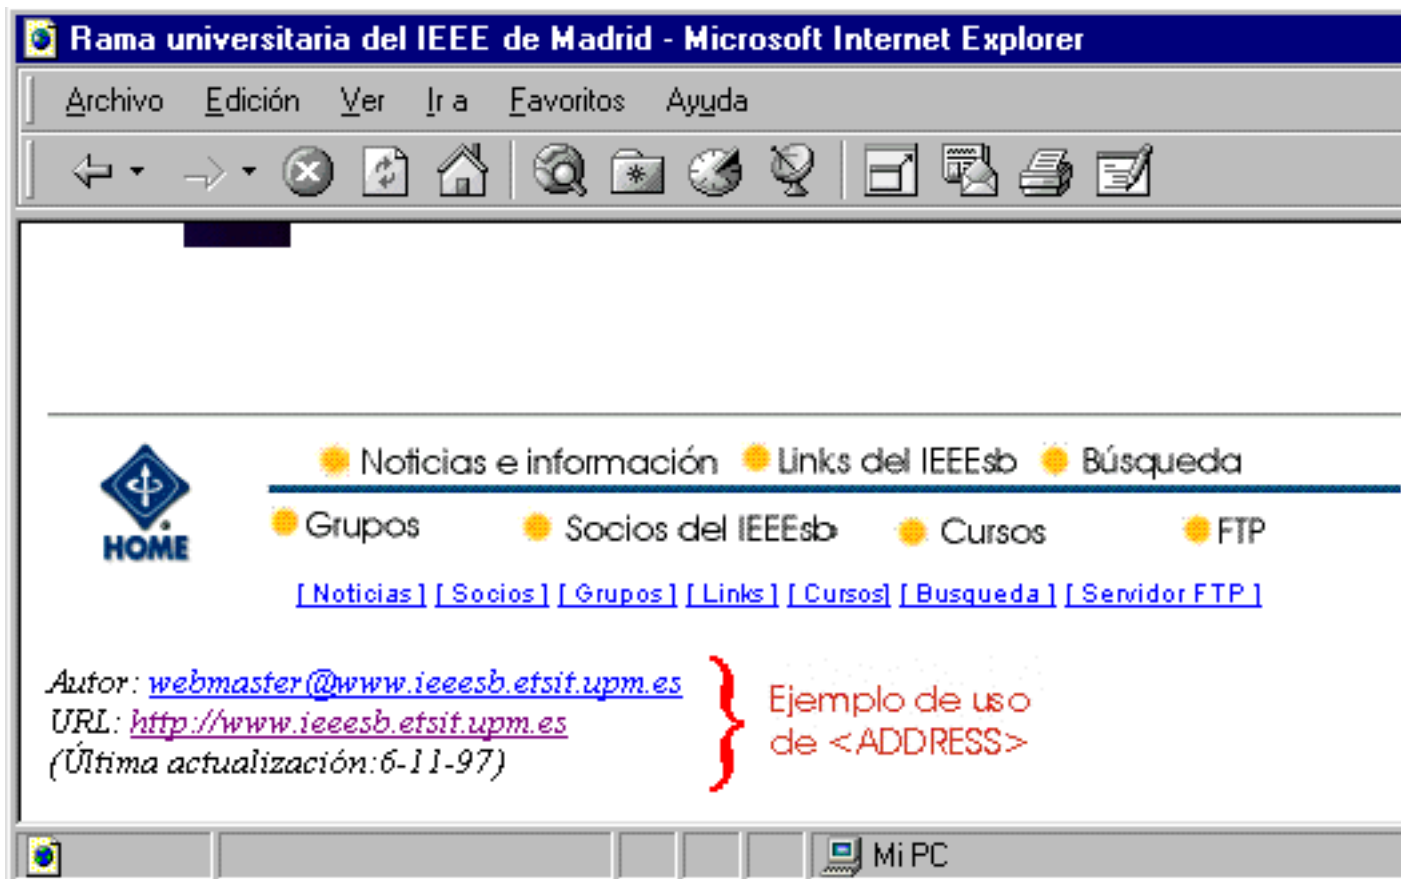 Rama universitaria del IEEE de Madrid - Microsoft Internet Explorer
Archivo Edición Ver Ir a Favoritos Ayuda
Noticias e información Links del IEEEsb Búsqueda
HOME
Grupos Socios del IEEEsb Cursos FTP
[ Noticias ] [ Socios ] [ Grupos ] [ Links ] [ Cursos] [ Busqueda ] [ Servidor FTP ]
Autor: webmaster@www.ieeesb.etsit.upm.es
URL: http://www.ieeesb.etsit.upm.es
(Última actualización:6-11-97)
Ejemplo de uso
de <ADDRESS>
Mi PC